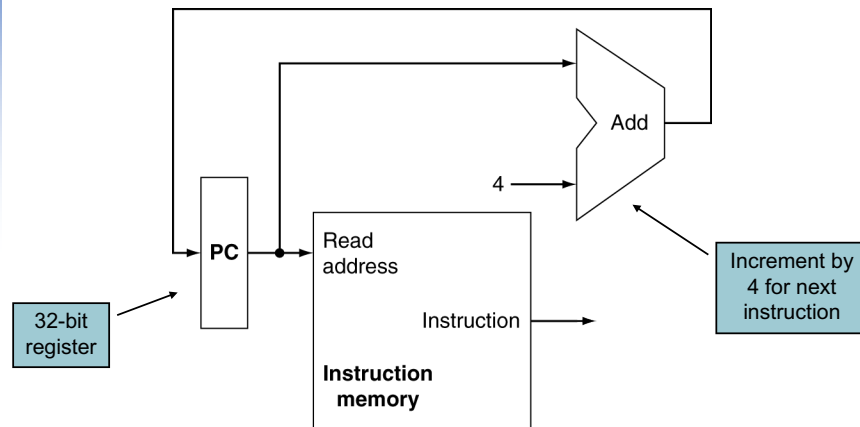 Add
4
PC
Read
address
Increment by
4 for next
instruction
32-bit
register
Instruction
Instruction
memory